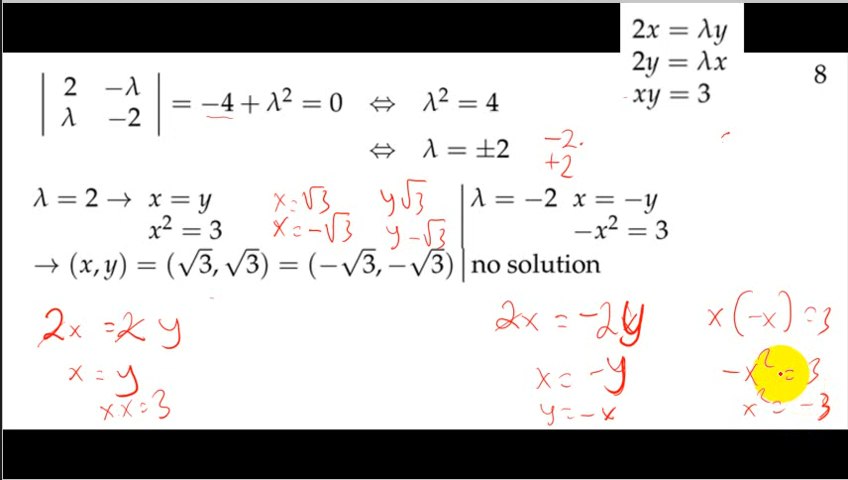 2x = λy
2y = λx
xy = 3
8
| 2 −λ |
| λ −2 | = −4 + λ² = 0 ⇔ λ² = 4
⇔ λ = ±2
−2.
+2
λ = 2 → x = y
x² = 3
x=√3 y√3
x=−√3 y−√3
→ (x, y) = (√3, √3) = (−√3, −√3)
λ = −2 x = −y
−x² = 3
no solution
2x = 2 y
x = y
xx=3
2x = −2y
x = −y
y = −x
x(−x) = 3
−x² = 3
x² = −3